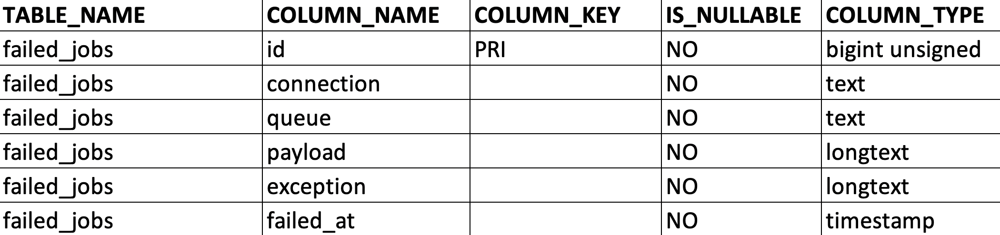 TABLE_NAME COLUMN_NAME COLUMN_KEY IS_NULLABLE COLUMN_TYPE
failed_jobs id PRI NO bigint unsigned
failed_jobs connection NO text
failed_jobs queue NO text
failed_jobs payload NO longtext
failed_jobs exception NO longtext
failed_jobs failed_at NO timestamp